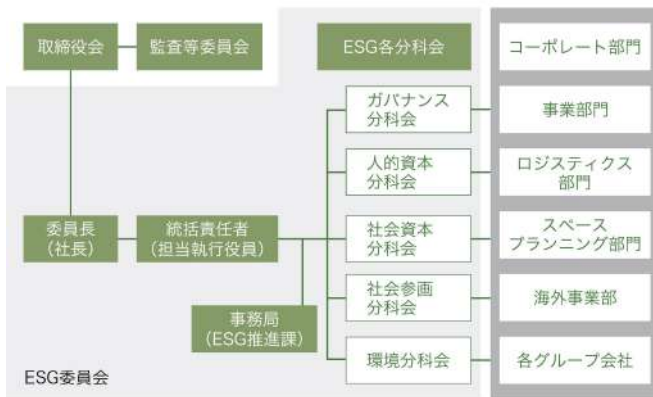 取締役会
監査等委員会
ESG各分科会
コーポレート部門
ガバナンス
分科会
事業部門
人的資本
分科会
ロジスティクス
部門
委員長
(社長)
統括責任者
(担当執行役員)
社会資本
分科会
スペース
プランニング部門
社会参画
分科会
海外事業部
事務局
(ESG推進課)
環境分科会
各グループ会社
ESG委員会